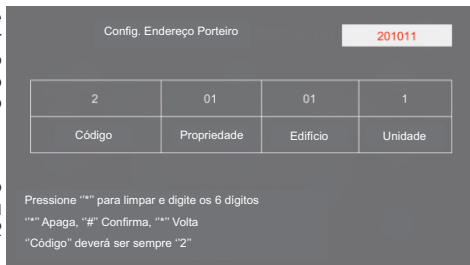 Config. Endereço Porteiro
201011
2 01 01 1
Código Propriedade Edifício Unidade
Pressione “*” para limpar e digite os 6 dígitos
“*” Apaga, “#” Confirma, “*” Volta
“Código” deverá ser sempre “2”